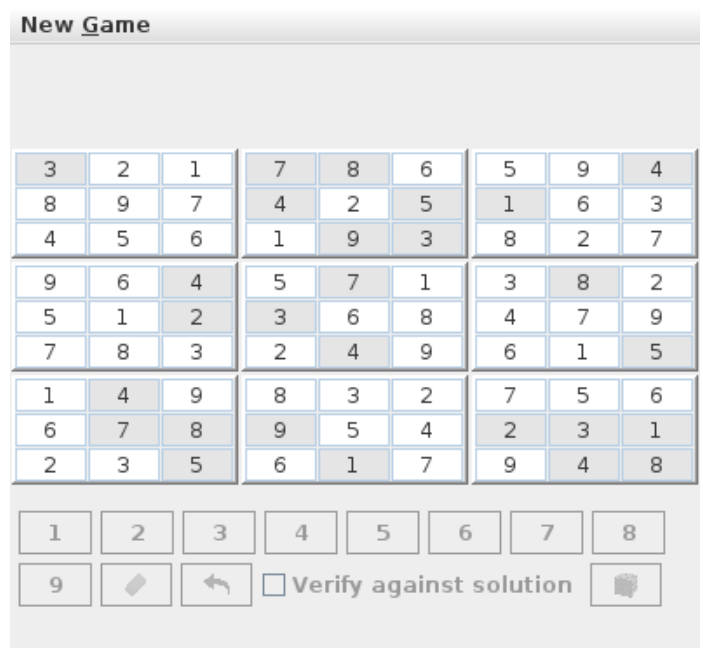 New Game
3 2 1 7 8 6 5 9 4
8 9 7 4 2 5 1 6 3
4 5 6 1 9 3 8 2 7
9 6 4 5 7 1 3 8 2
5 1 2 3 6 8 4 7 9
7 8 3 2 4 9 6 1 5
1 4 9 8 3 2 7 5 6
6 7 8 9 5 4 2 3 1
2 3 5 6 1 7 9 4 8
1 2 3 4 5 6 7 8
9 Verify against solution